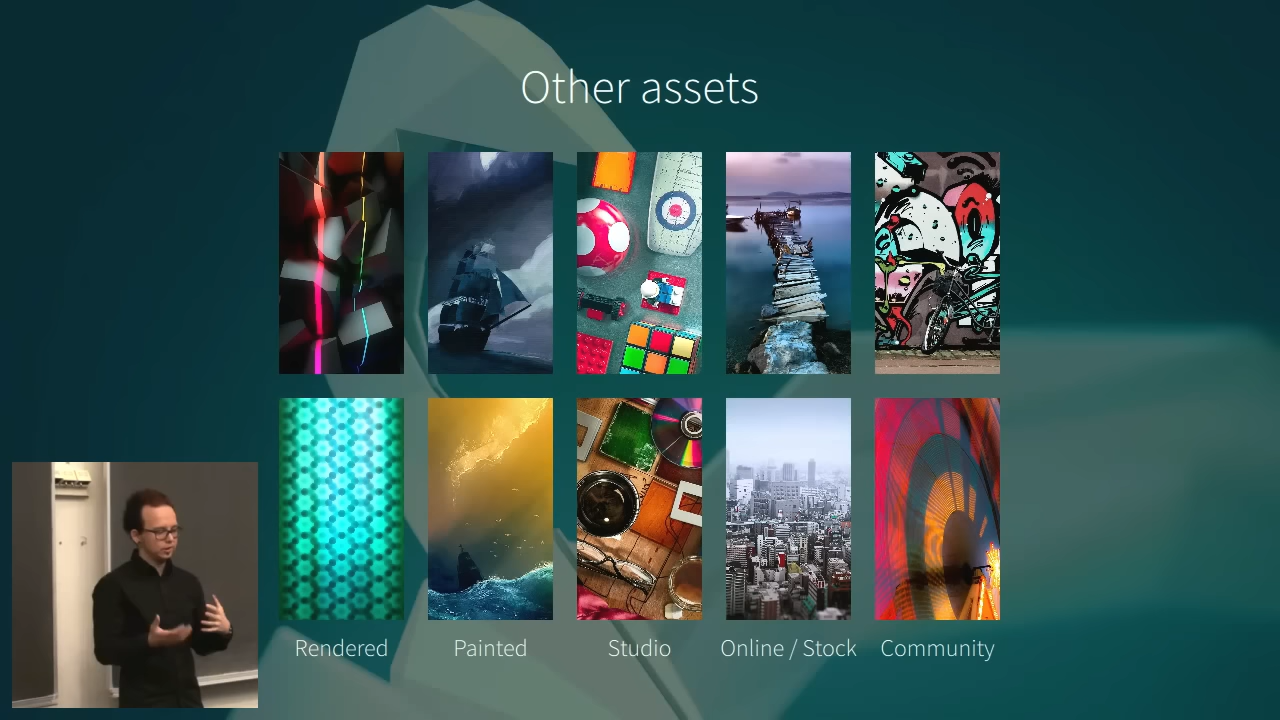 Other assets
Rendered
Painted
Studio
Online / Stock
Community